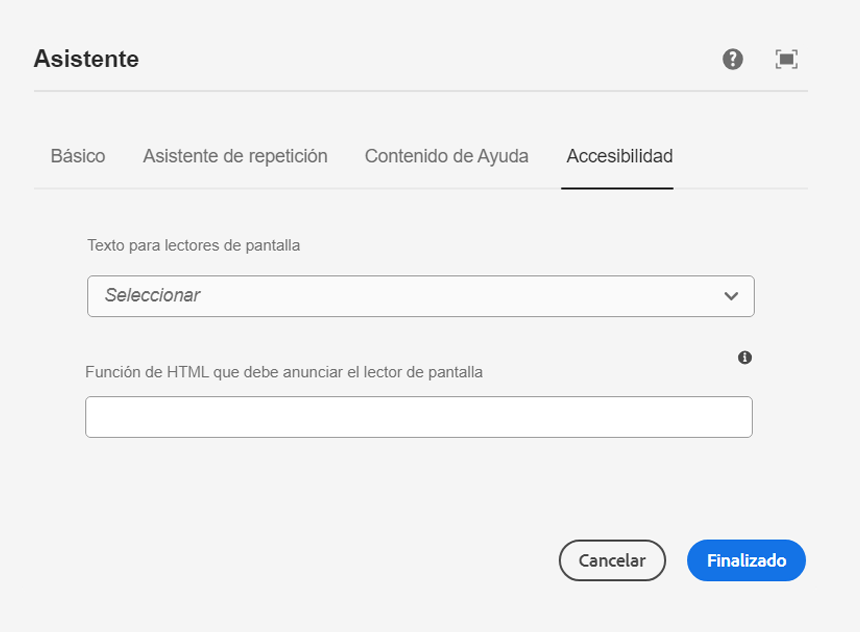 Asistente
Básico Asistente de repetición Contenido de Ayuda Accesibilidad
Texto para lectores de pantalla
Seleccionar
Función de HTML que debe anunciar el lector de pantalla
Cancelar Finalizado